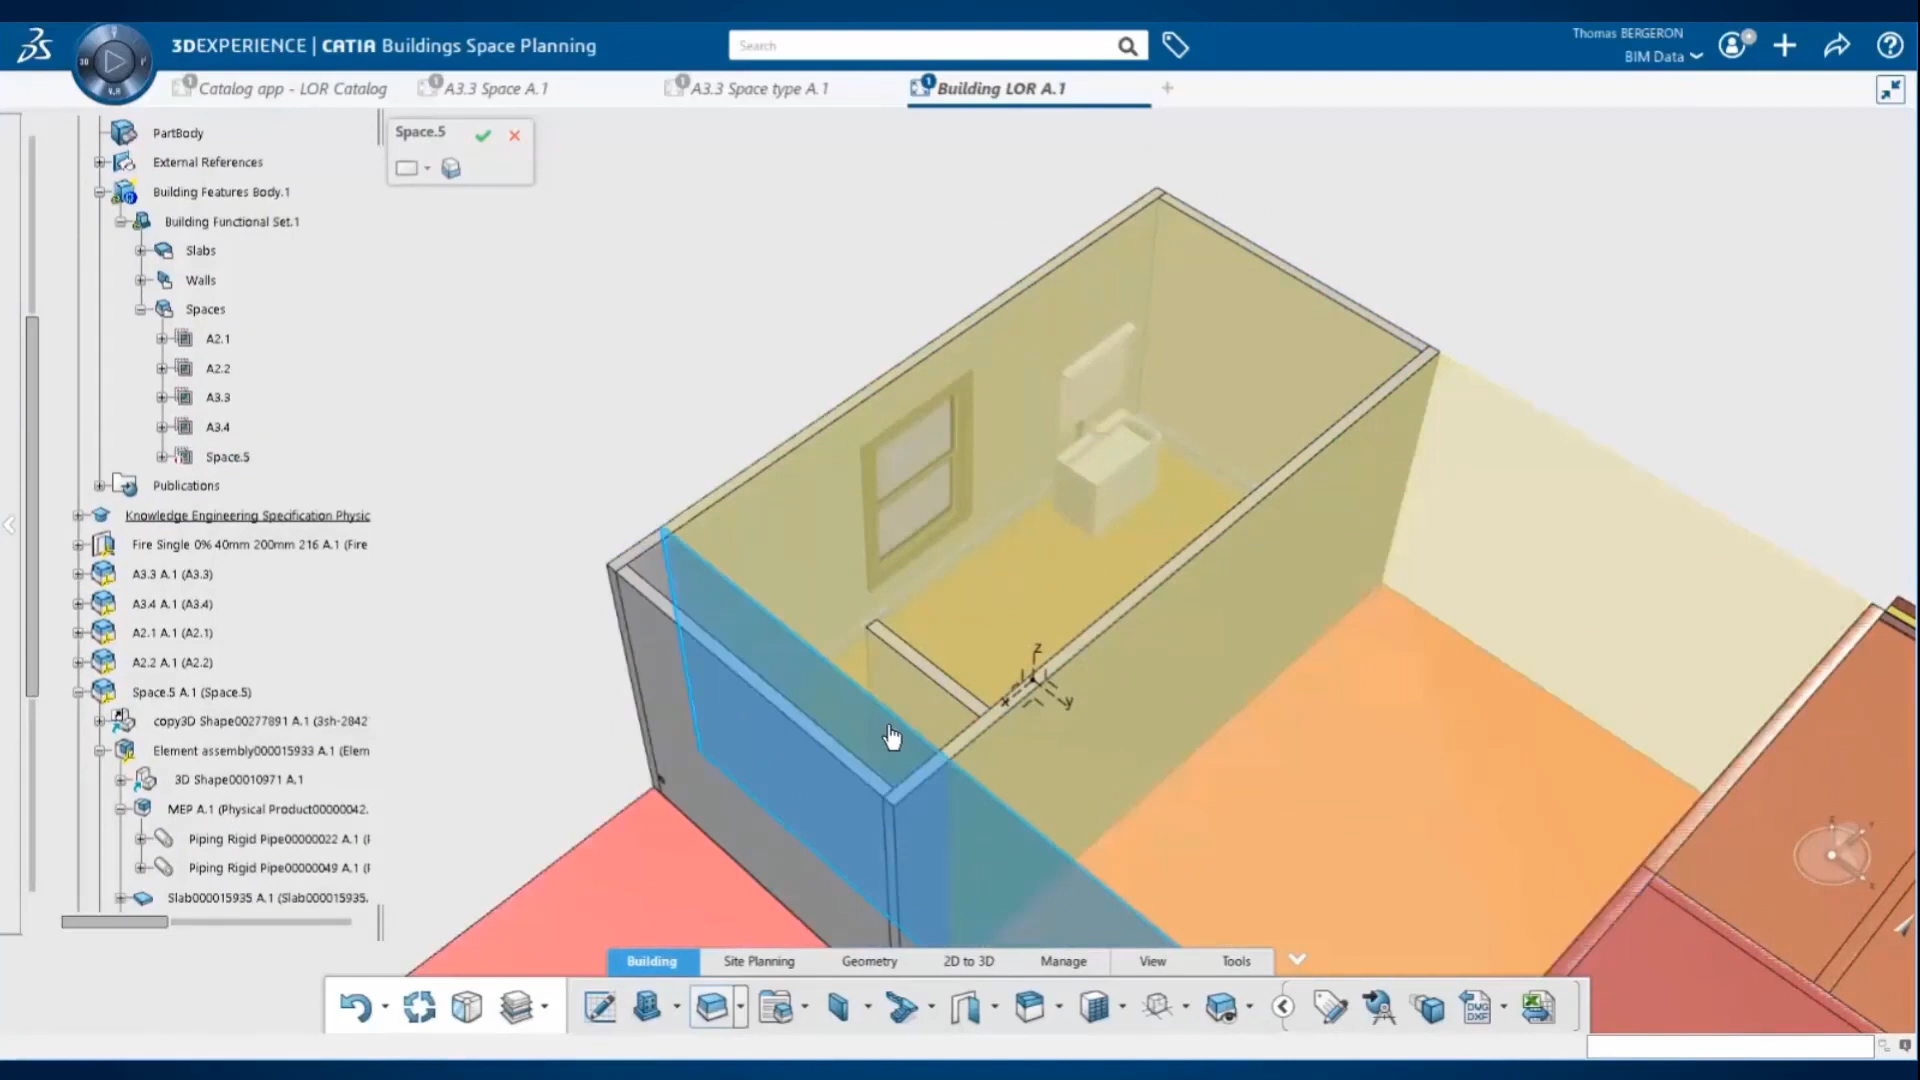 3DEXPERIENCE | CATIA Buildings Space Planning
Search
Thomas BERGERON
BIM Data
3D
V.R
Catalog app - LOR Catalog
A3.3 Space A.1
A3.3 Space type A.1
Building LOR A.1
PartBody
External References
Building Features Body.1
Building Functional Set.1
Slabs
Walls
Spaces
A2.1
A2.2
A3.3
A3.4
Space.5
Publications
Knowledge Engineering Specification Physic
Fire Single 0% 40mm 200mm 216 A.1 (Fire
A3.3 A.1 (A3.3)
A3.4 A.1 (A3.4)
A2.1 A.1 (A2.1)
A2.2 A.1 (A2.2)
Space.5 A.1 (Space.5)
copy3D Shape00277891 A.1 (3sh-2842
Element assembly000015933 A.1 (Elem
3D Shape00010971 A.1
MEP A.1 (Physical Product00000042.
Piping Rigid Pipe00000022 A.1 (
Piping Rigid Pipe00000049 A.1 (
Slab000015935 A.1 (Slab000015935.
Space.5
z
x
y
Building
Site Planning
Geometry
2D to 3D
Manage
View
Tools
DWG
DXF